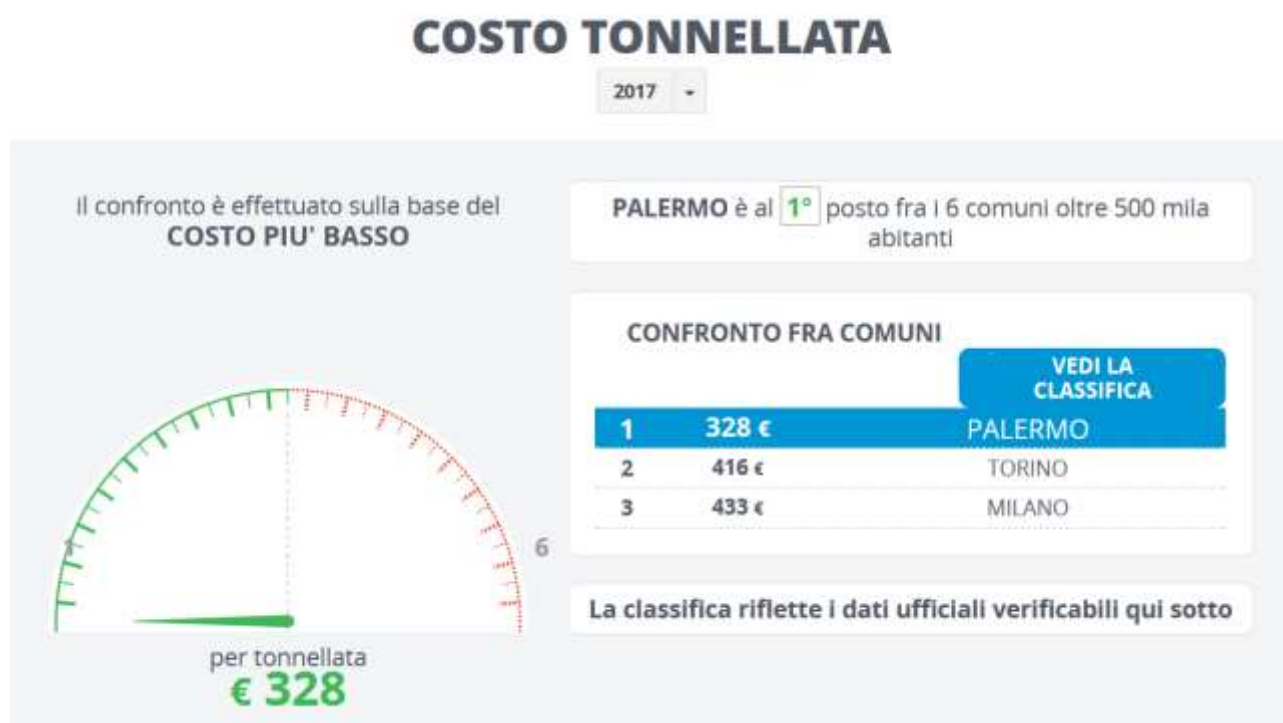 COSTO TONNELLATA
2017
Il confronto è effettuato sulla base del
COSTO PIU' BASSO
PALERMO è al 1° posto fra i 6 comuni oltre 500 mila
abitanti
CONFRONTO FRA COMUNI
VEDI LA
CLASSIFICA
1 328 € PALERMO
2 416 € TORINO
3 433 € MILANO
1
6
La classifica riflette i dati ufficiali verificabili qui sotto
per tonnellata
€ 328